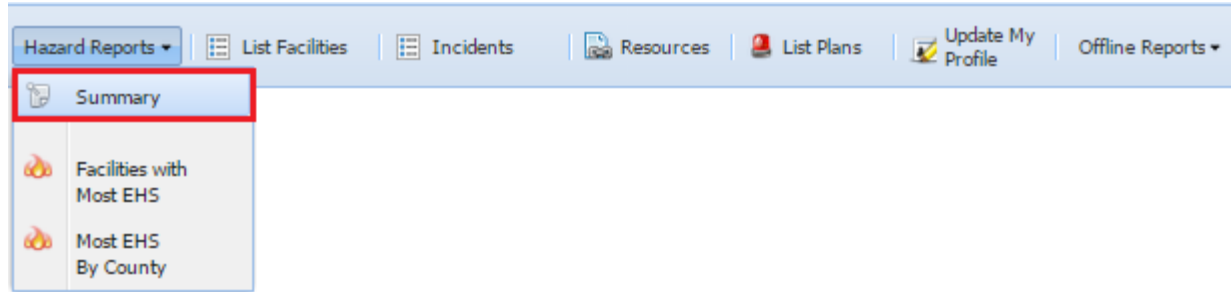 Hazard Reports List Facilities Incidents Resources List Plans Update My Profile Offline Reports
Summary
Facilities with
Most EHS
Most EHS
By County